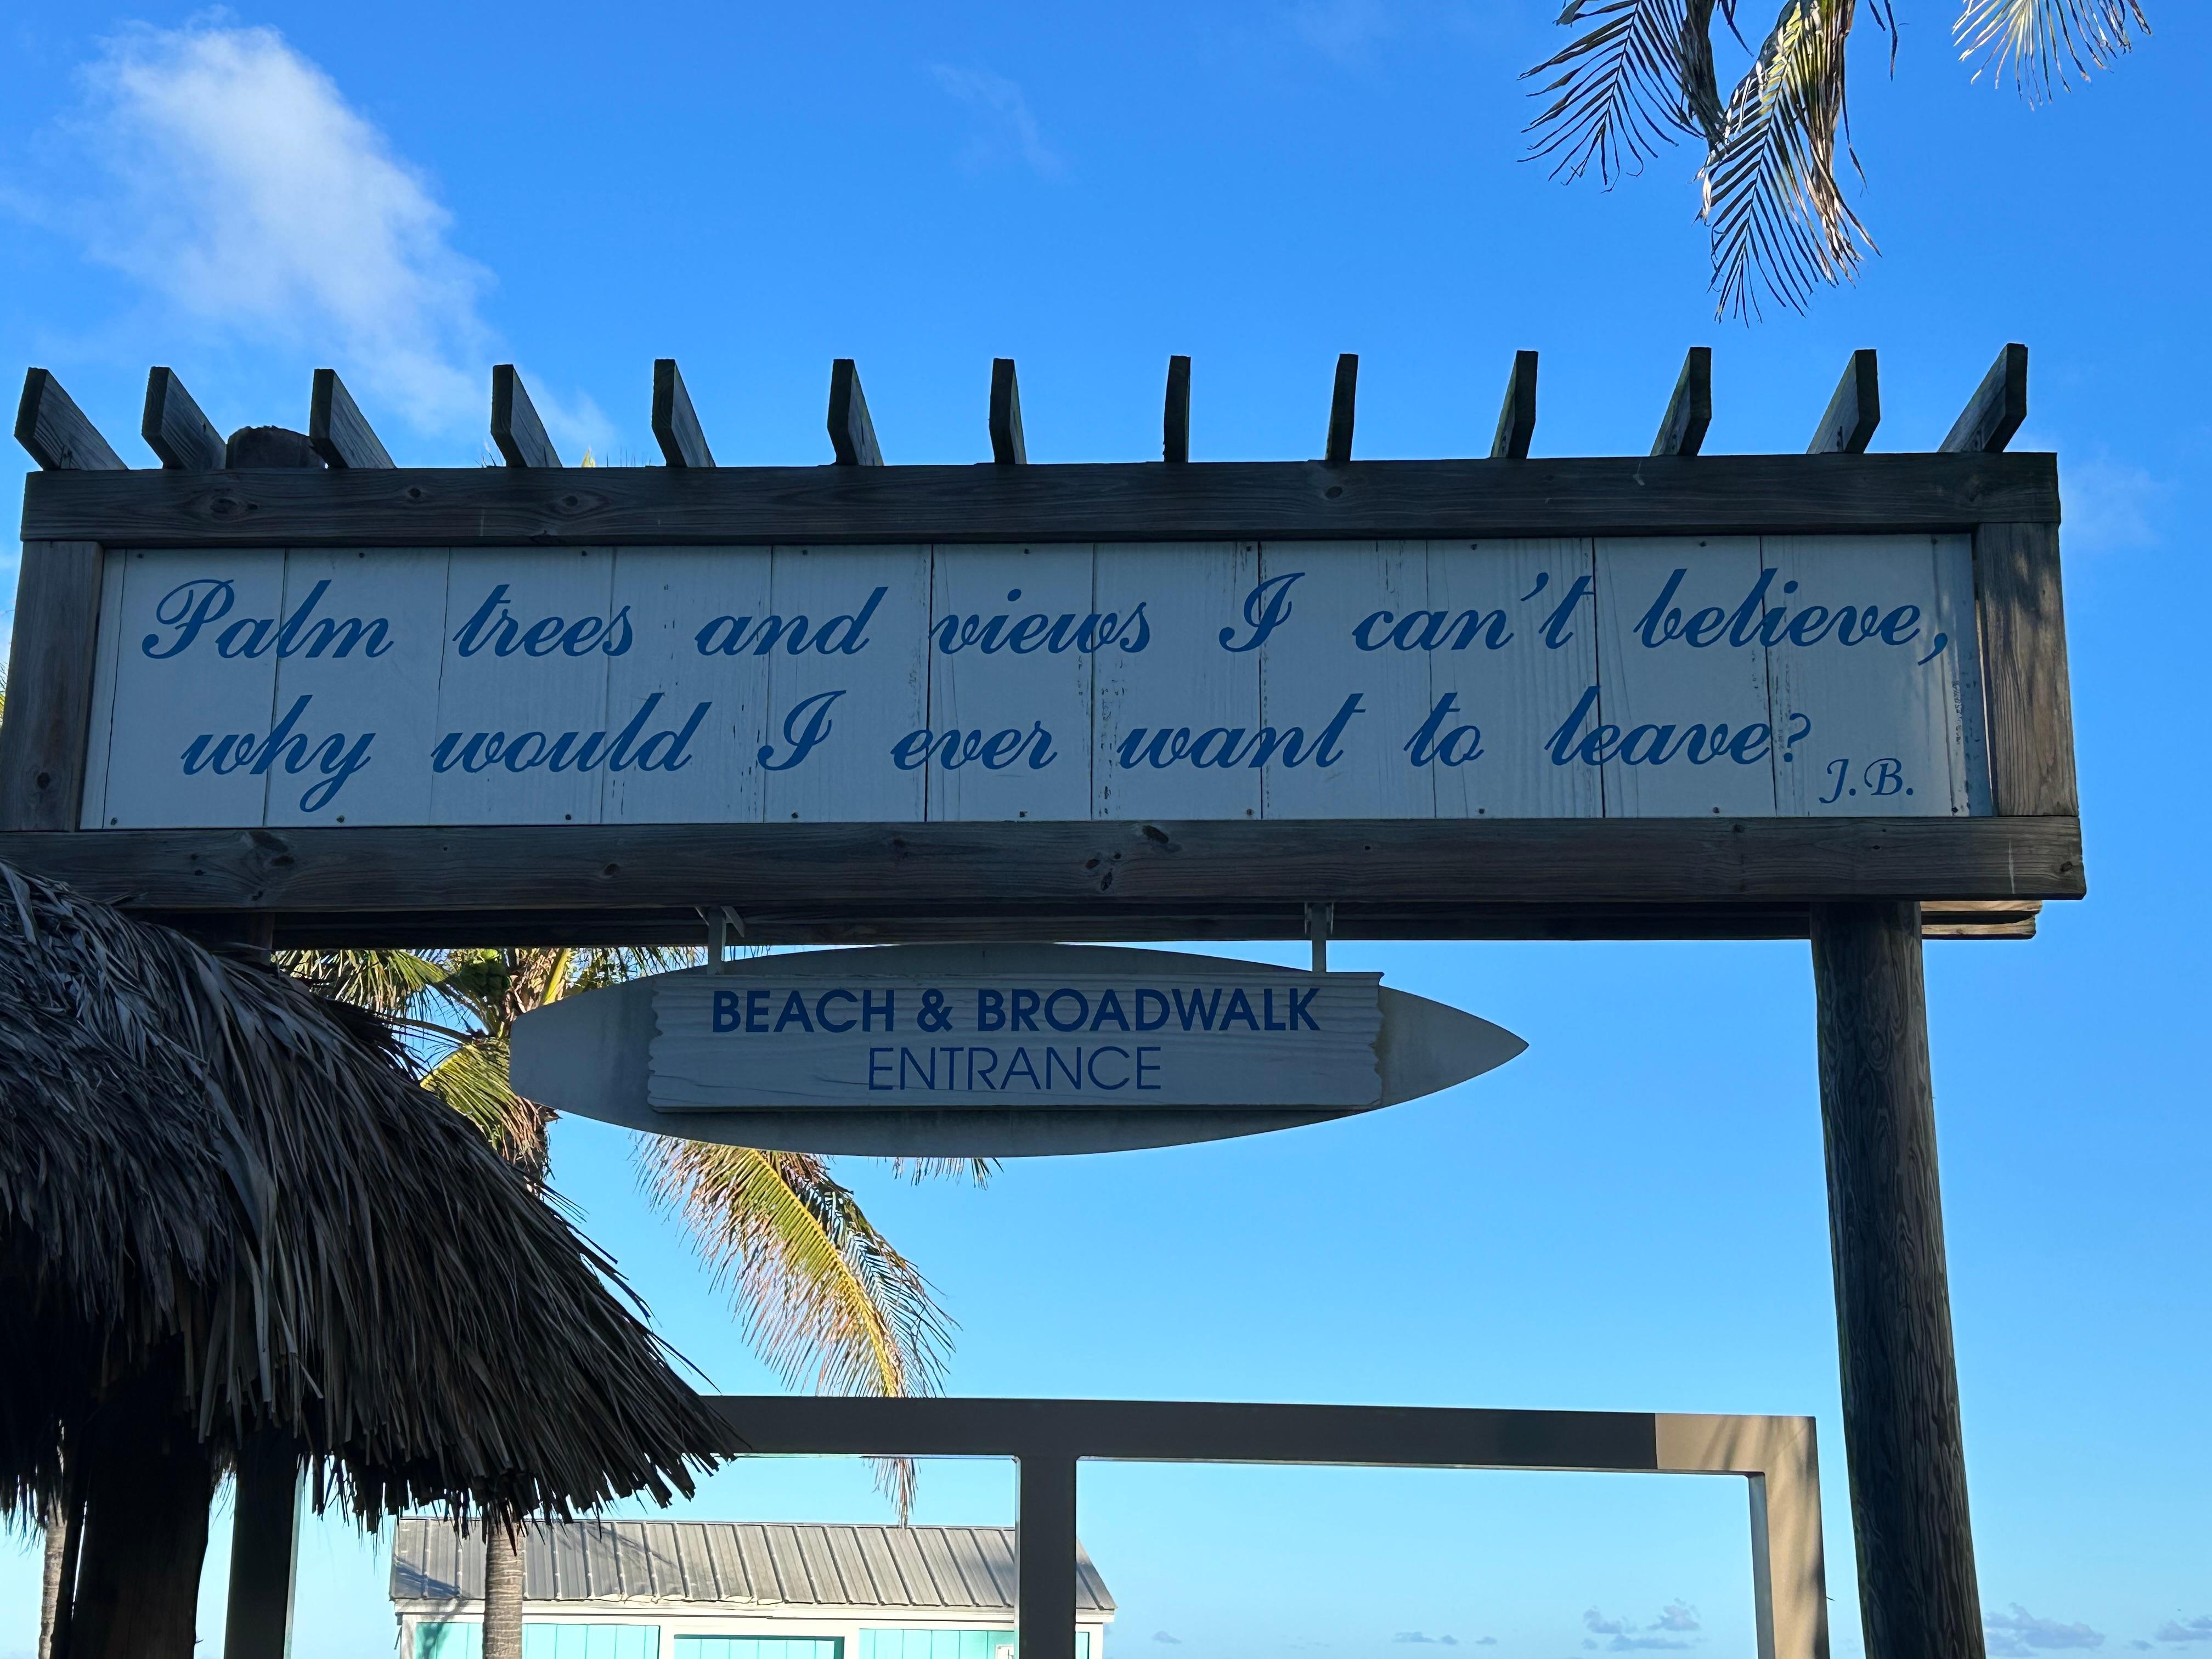 Palm trees and views I can't believe,
why would I ever want to leave?
J.B.
BEACH & BROADWALK
ENTRANCE